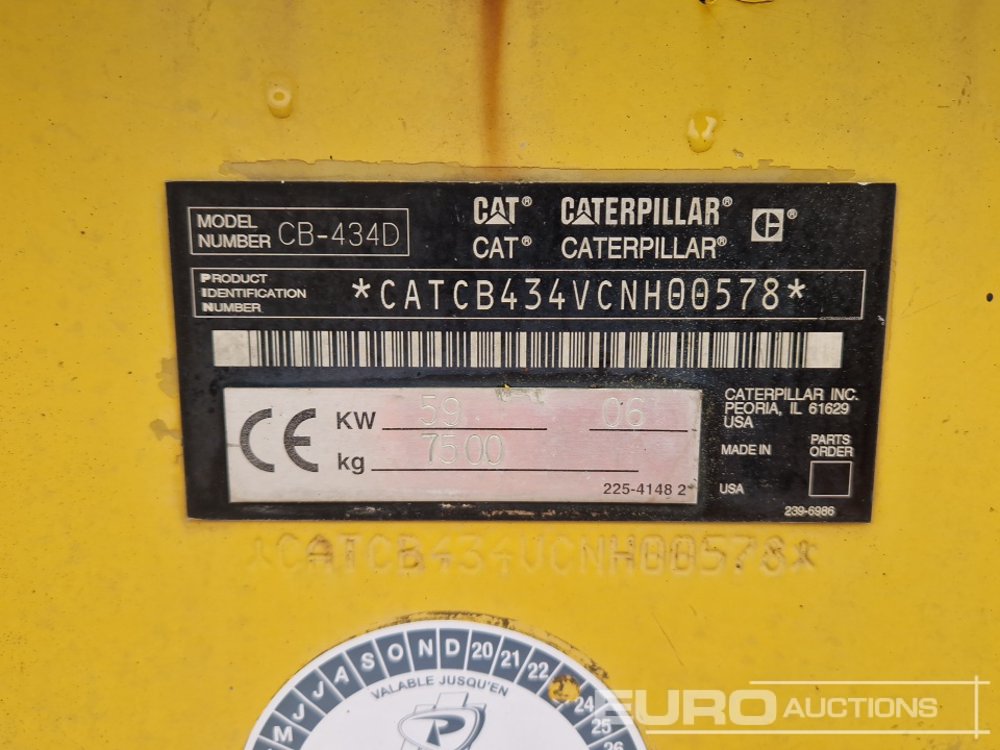 MODEL NUMBER CB-434D
CAT® CATERPILLAR®
CAT® CATERPILLAR®
PRODUCT IDENTIFICATION NUMBER *CATCB434VCNH00578*
CE KW 59 06
kg 7500
225-4148 2
CATERPILLAR INC.
PEORIA, IL 61629
USA
MADE IN
USA
PARTS ORDER
239-6986
*CATCB434VCNH00578*
M J J A S O N D 20 21 22 24 25 26
VALABLE JUSQU'EN
P
EURO AUCTIONS